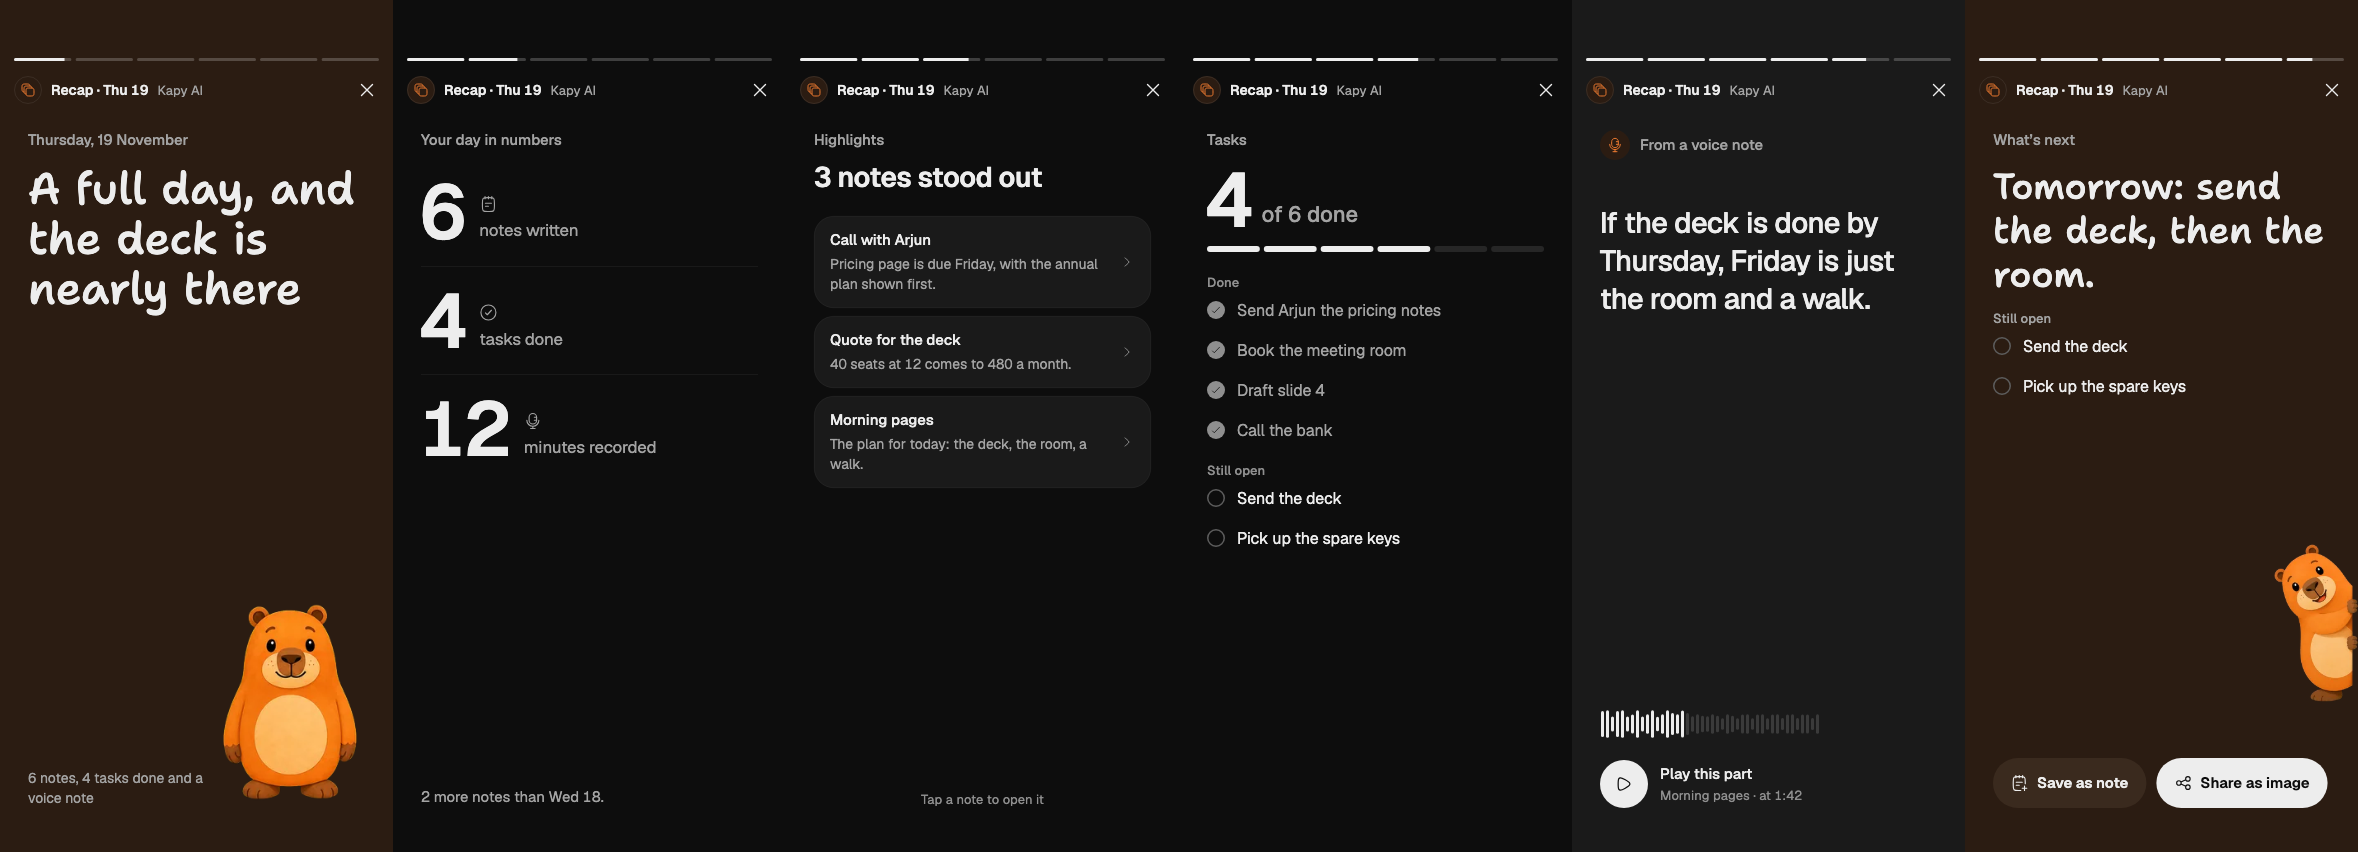 Recap · Thu 19 Kapy AI
Thursday, 19 November
A full day, and
the deck is
nearly there
6 notes, 4 tasks done and a
voice note
Recap · Thu 19 Kapy AI
Your day in numbers
6 notes written
4 tasks done
12 minutes recorded
2 more notes than Wed 18.
Recap · Thu 19 Kapy AI
Highlights
3 notes stood out
Call with Arjun
Pricing page is due Friday, with the annual
plan shown first.
Quote for the deck
40 seats at 12 comes to 480 a month.
Morning pages
The plan for today: the deck, the room, a
walk.
Tap a note to open it
Recap · Thu 19 Kapy AI
Tasks
4 of 6 done
Done
Send Arjun the pricing notes
Book the meeting room
Draft slide 4
Call the bank
Still open
Send the deck
Pick up the spare keys
Recap · Thu 19 Kapy AI
From a voice note
If the deck is done by
Thursday, Friday is just
the room and a walk.
Play this part
Morning pages · at 1:42
Recap · Thu 19 Kapy AI
What's next
Tomorrow: send
the deck, then the
room.
Still open
Send the deck
Pick up the spare keys
Save as note
Share as image